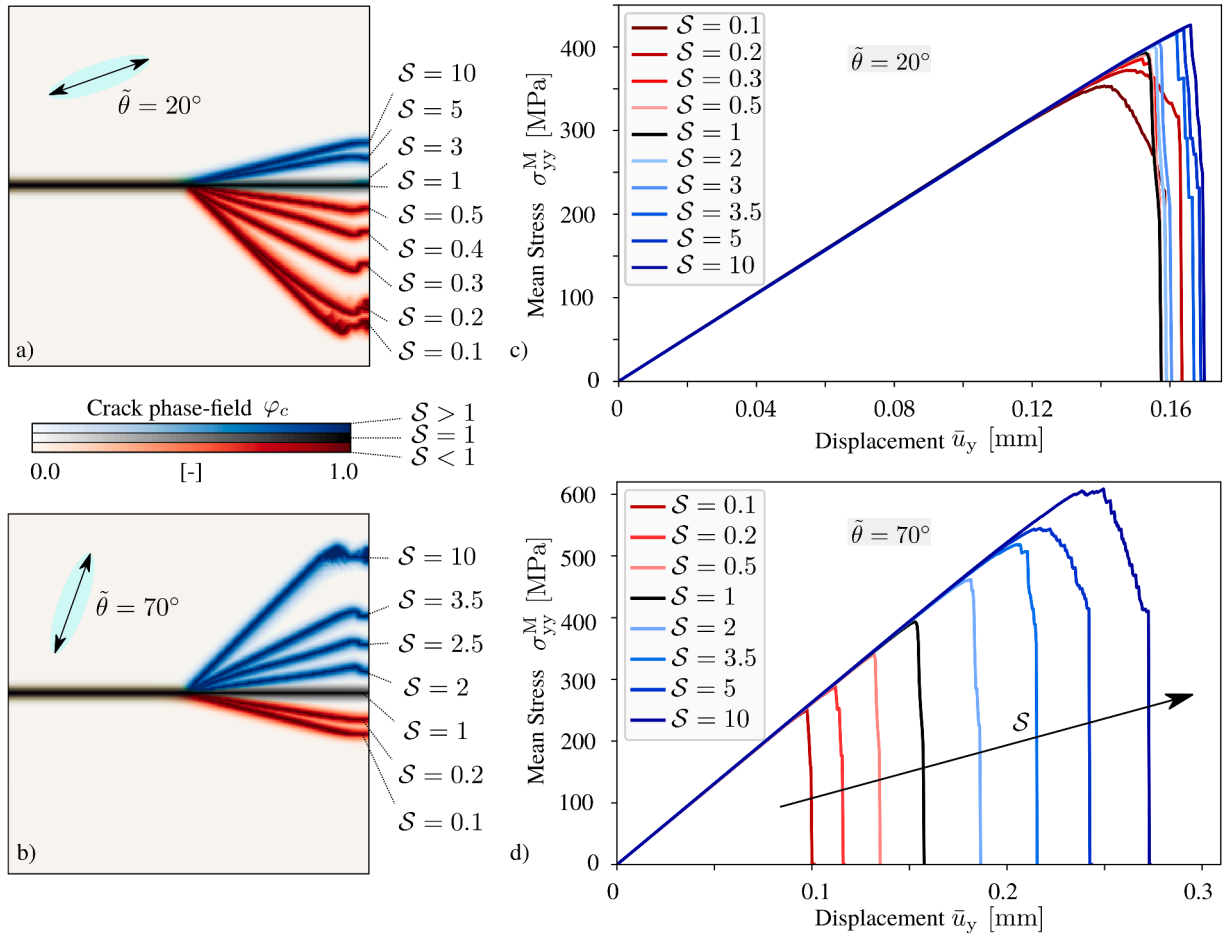 θ̃ = 20°
S = 10
S = 5
S = 3
S = 1
S = 0.5
S = 0.4
S = 0.3
S = 0.2
S = 0.1
a)
Crack phase-field φc
S > 1
S = 1
S < 1
0.0
[-]
1.0
θ̃ = 70°
S = 10
S = 3.5
S = 2.5
S = 2
S = 1
S = 0.2
S = 0.1
b)
c)
Mean Stress σ^M_yy [MPa]
400
300
200
100
0
S = 0.1
S = 0.2
S = 0.3
S = 0.5
S = 1
S = 2
S = 3
S = 3.5
S = 5
S = 10
θ̃ = 20°
0
0.04
0.08
0.12
0.16
Displacement ū_y [mm]
d)
Mean Stress σ^M_yy [MPa]
600
500
400
300
200
100
0
S = 0.1
S = 0.2
S = 0.5
S = 1
S = 2
S = 3.5
S = 5
S = 10
θ̃ = 70°
S
0
0.1
0.2
0.3
Displacement ū_y [mm]